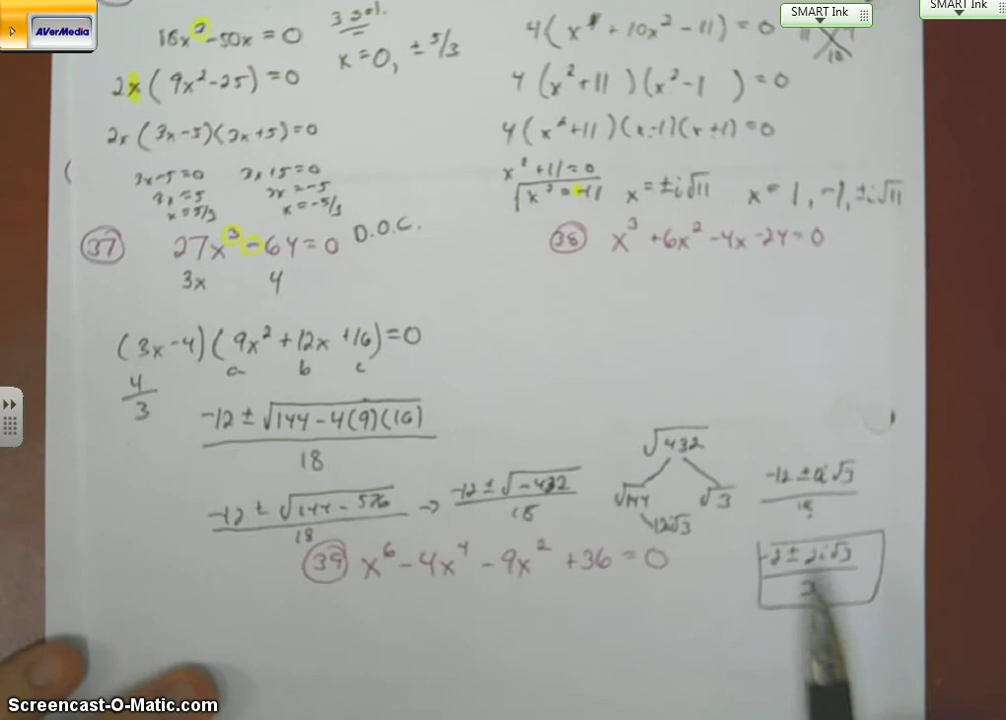 AVerMedia
SMART Ink
SMART Ink
18x³-50x = 0
3 sol.
x=0, ± 5/3
2x(9x²-25)=0
2x(3x-5)(3x+5)=0
3x-5=0
3x=5
x=5/3
3x+5=0
3x=-5
x=-5/3
4(x⁴+10x²-11)=0
11
10
4(x²+11)(x²-1)=0
4(x²+11)(x-1)(x+1)=0
x²+11=0
√x²=-11
x=±i√11
x=1,-1,±i√11
37
27x³-64=0
D.O.C.
3x 4
(3x-4)(9x²+12x+16)=0
a b c
4/3
-12±√144-4(9)(16)
18
-12±√144-576
18
→ -12±√-432
18
√432
√144 √3
12√3
-12±12i√3
18
-2±2i√3
38
x³+6x²-4x-24=0
39
x⁶-4x⁴-9x²+36=0
Screencast-O-Matic.com